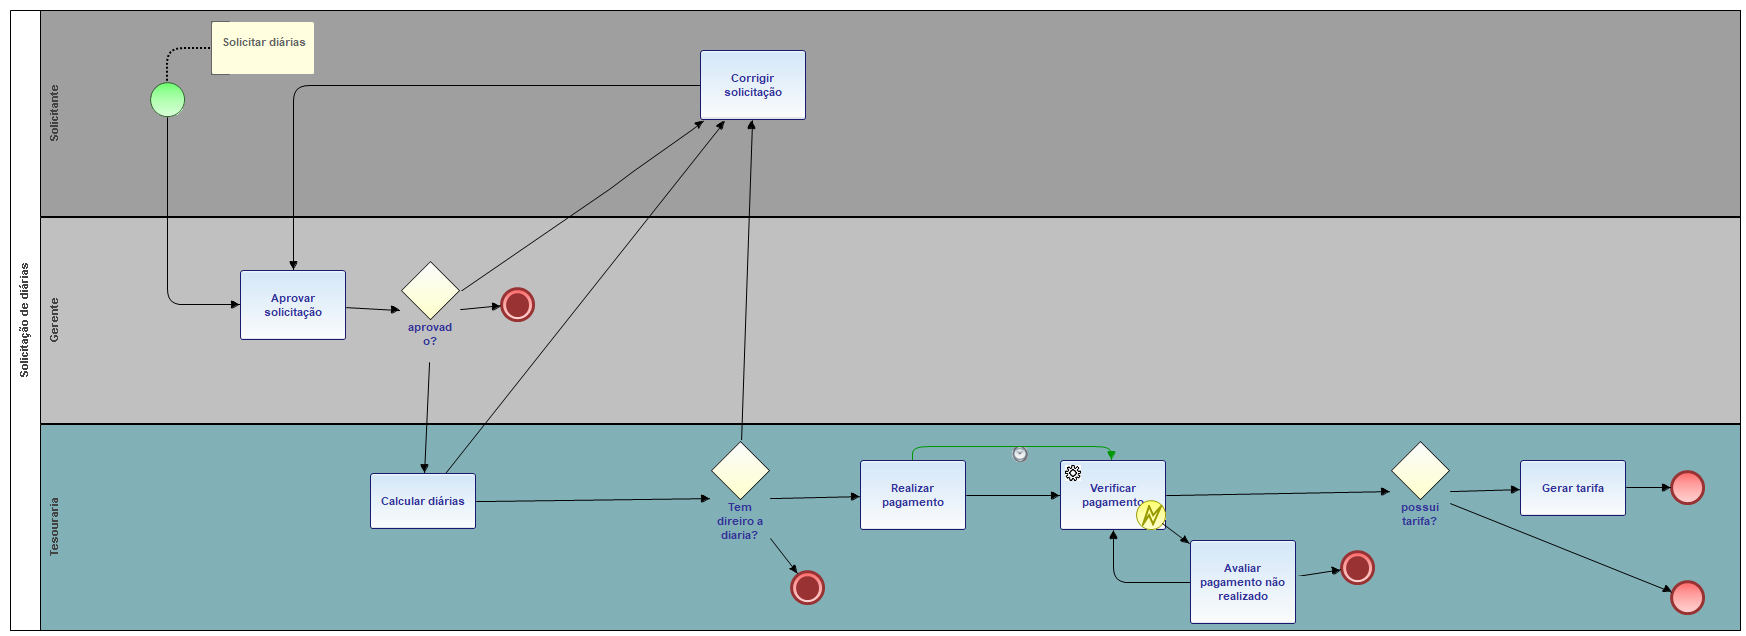 Solicitação de diárias
Solicitante
Solicitar diárias
Corrigir
solicitação
Gerente
Aprovar
solicitação
aprovad
o?
Tesouraria
Calcular diárias
Tem
direiro a
diaria?
Realizar
pagamento
Verificar
pagamento
Avaliar
pagamento não
realizado
possui
tarifa?
Gerar tarifa